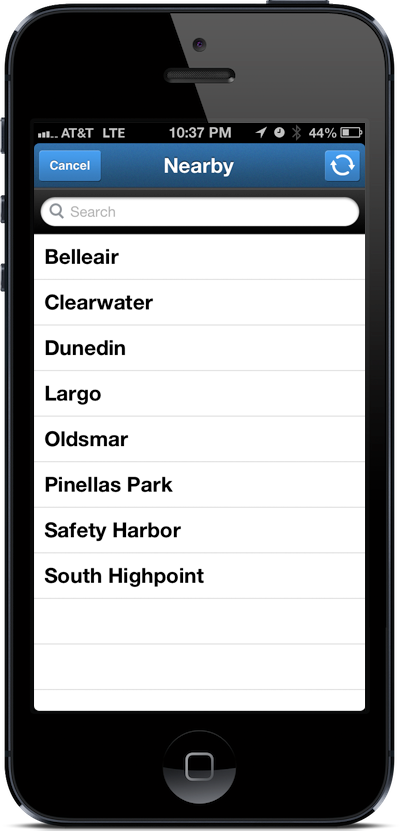 AT&T LTE 10:37 PM 44%
Cancel Nearby
Search
Belleair
Clearwater
Dunedin
Largo
Oldsmar
Pinellas Park
Safety Harbor
South Highpoint